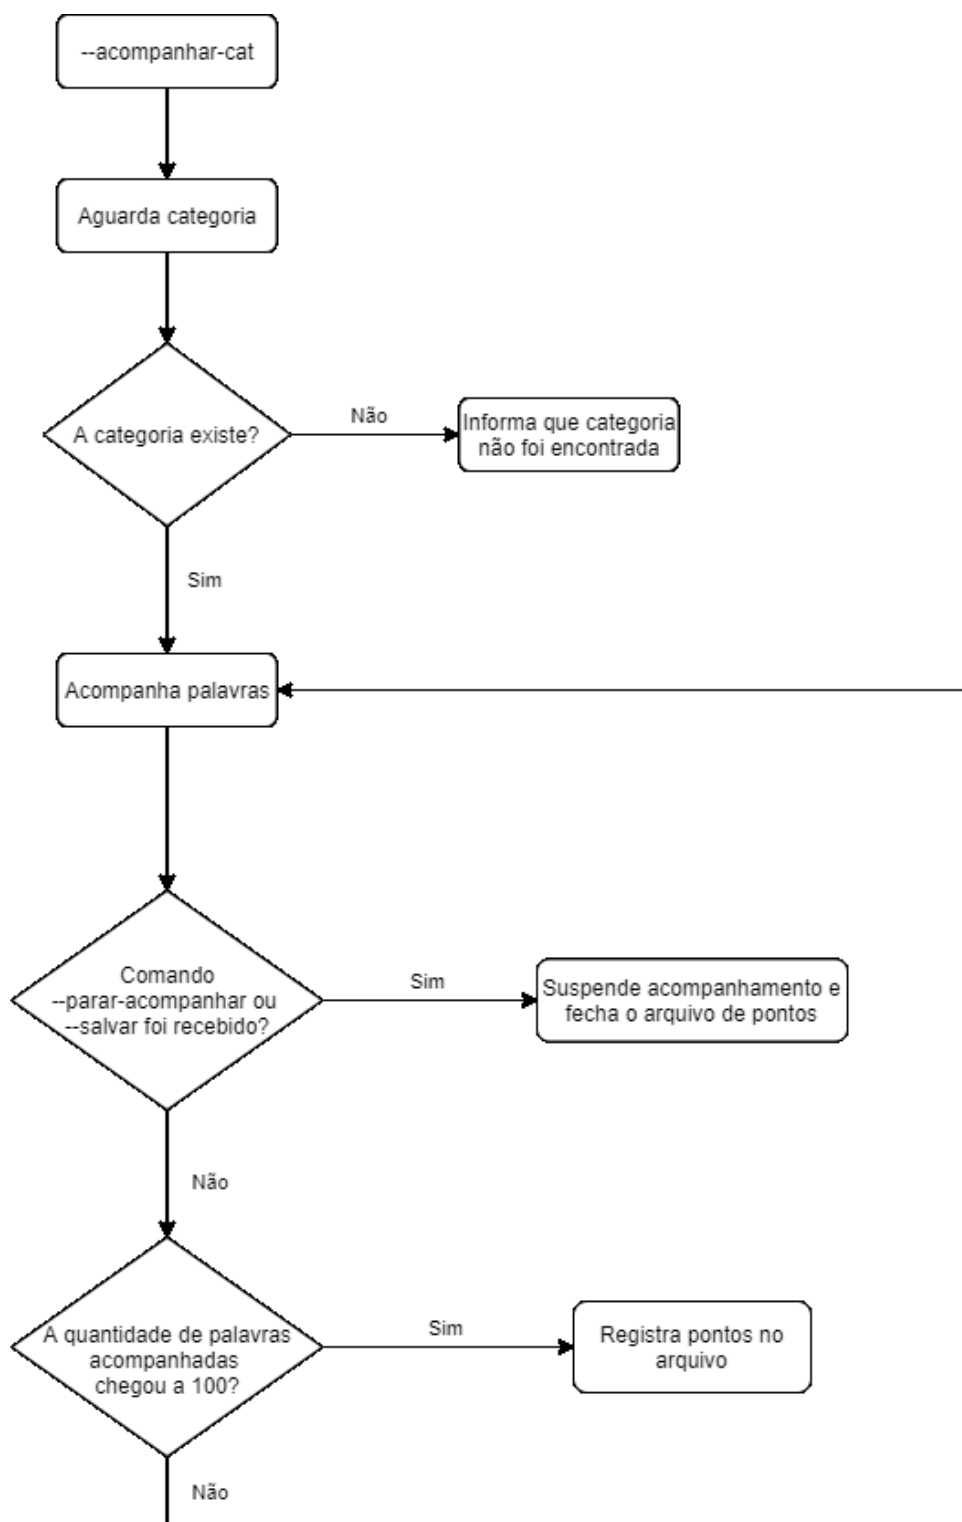 --acompanhar-cat
Aguarda categoria
A categoria existe?
Não
Informa que categoria
não foi encontrada
Sim
Acompanha palavras
Comando
--parar-acompanhar ou
--salvar foi recebido?
Sim
Suspende acompanhamento e
fecha o arquivo de pontos
Não
A quantidade de palavras
acompanhadas
chegou a 100?
Sim
Registra pontos no
arquivo
Não